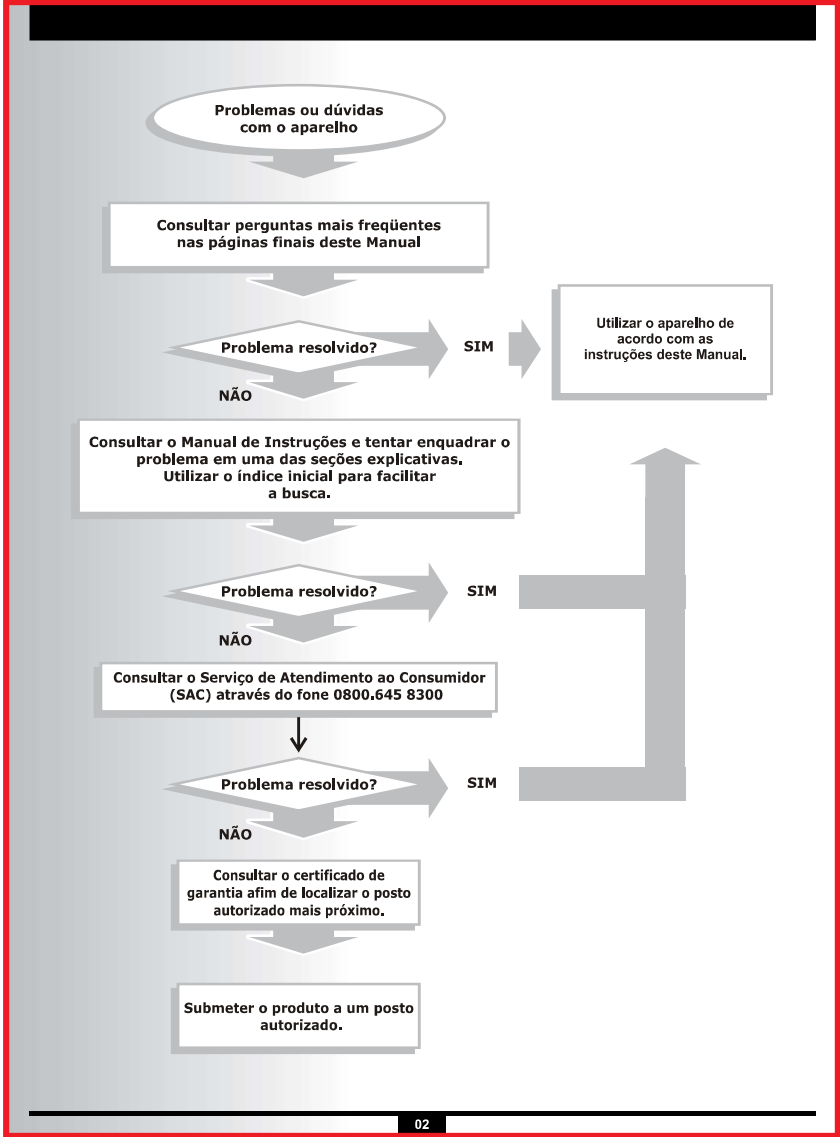 Problemas ou dúvidas
com o aparelho
Consultar perguntas mais freqüentes
nas páginas finais deste Manual
Problema resolvido?
SIM
Utilizar o aparelho de
acordo com as
instruções deste Manual.
NÃO
Consultar o Manual de Instruções e tentar enquadrar o
problema em uma das seções explicativas.
Utilizar o índice inicial para facilitar
a busca.
Problema resolvido?
SIM
NÃO
Consultar o Serviço de Atendimento ao Consumidor
(SAC) através do fone 0800.645 8300
Problema resolvido?
SIM
NÃO
Consultar o certificado de
garantia afim de localizar o posto
autorizado mais próximo.
Submeter o produto a um posto
autorizado.
02